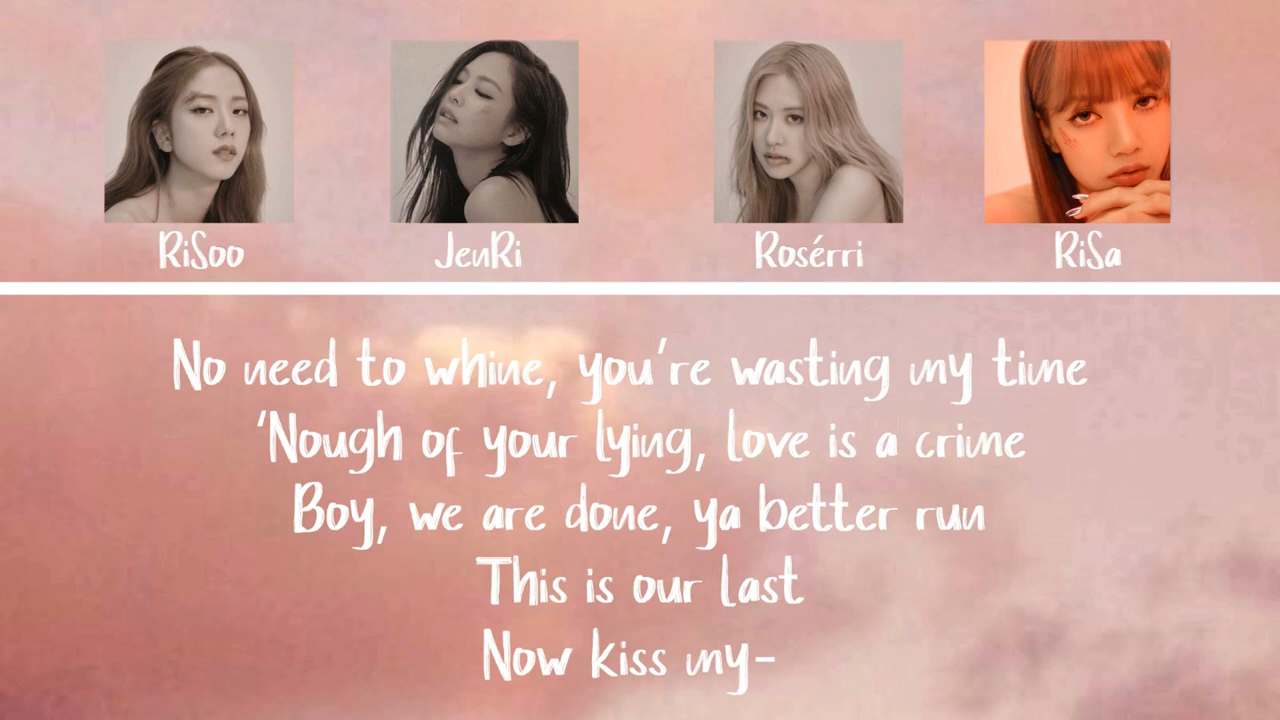 RiSoo JenRi Rosérri RiSa
No need to whine, you're wasting my time
'Nough of your lying, love is a crime
Boy, we are done, ya better run
This is our last
Now kiss my-